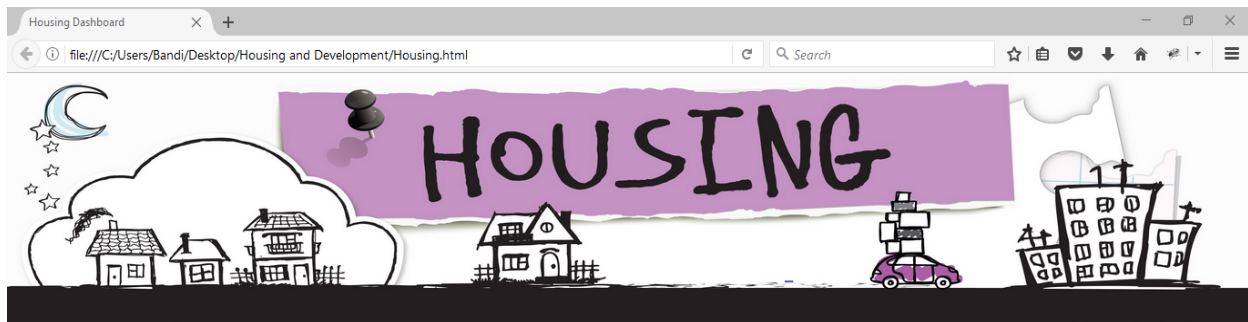 Housing Dashboard
file:///C:/Users/Bandi/Desktop/Housing and Development/Housing.html
Search
HOUSING